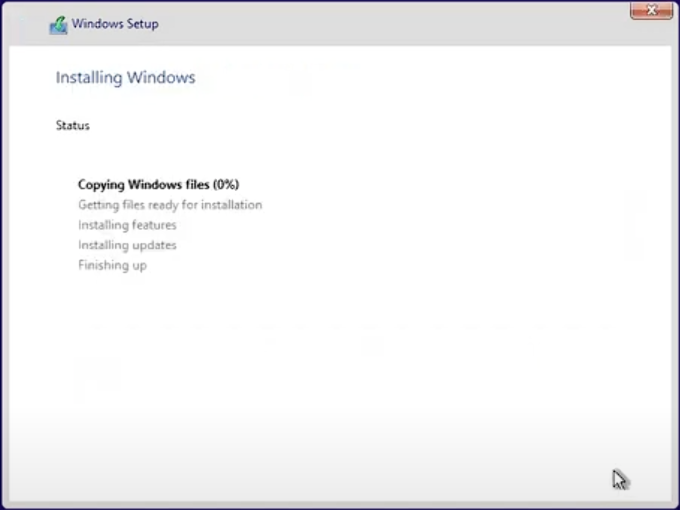 Windows Setup
Installing Windows
Status
Copying Windows files (0%)
Getting files ready for installation
Installing features
Installing updates
Finishing up